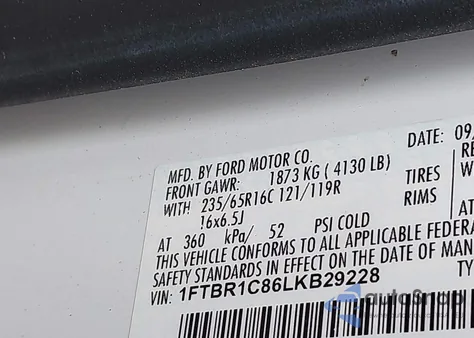 DATE: 09/
MFD. BY FORD MOTOR CO.
FRONT GAWR: 1873 KG ( 4130 LB)
WITH 235/65R16C 121/119R TIRES
16x6.5J RIMS
AT 360 kPa/ 52 PSI COLD AT
THIS VEHICLE CONFORMS TO ALL APPLICABLE FEDERA
SAFETY STANDARDS IN EFFECT ON THE DATE OF MAN
VIN: 1FTBR1C86LKB29228 TY
autoSnap